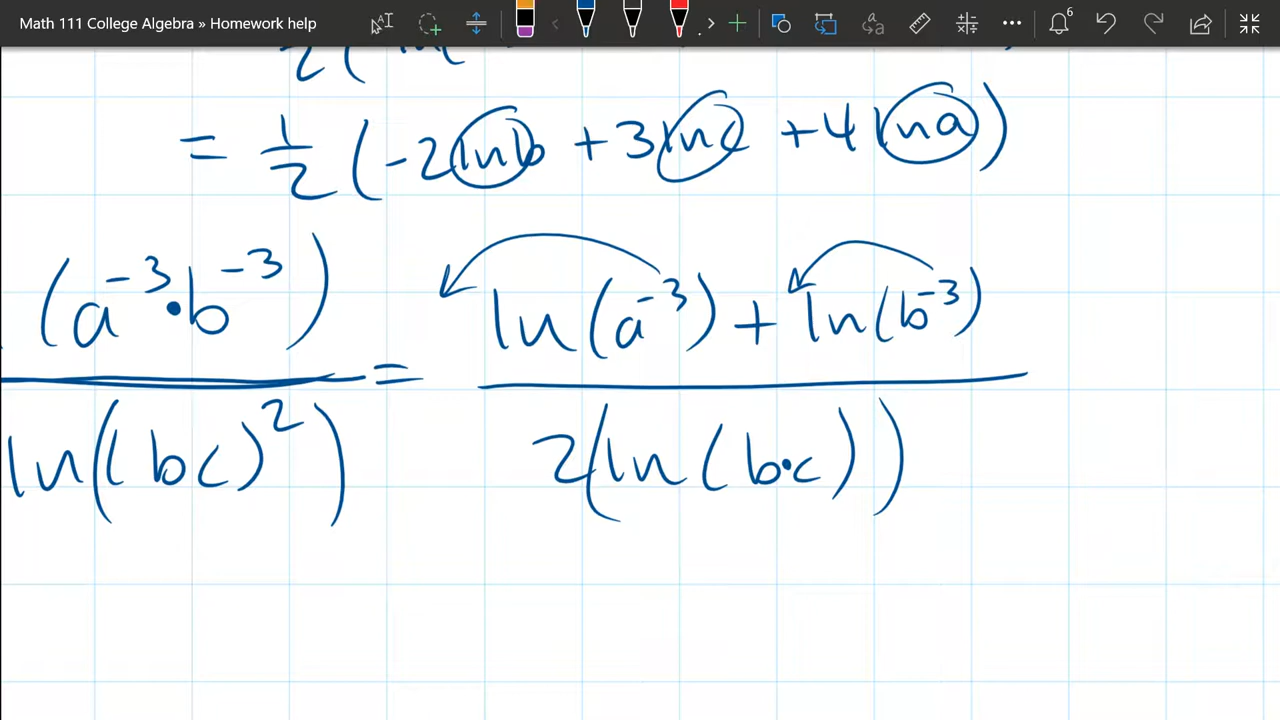 Math 111 College Algebra » Homework help
6
= 1/2 (-2 ln b + 3 ln c + 4 ln a)
(a^-3 · b^-3) / ln((bc)^2) = (ln(a^-3) + ln(b^-3)) / 2(ln(b·c))